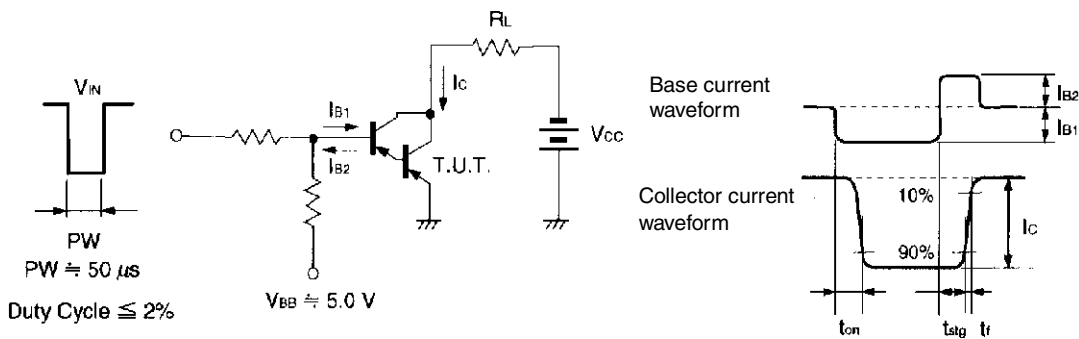 VIN
PW
PW ≒ 50 μs
Duty Cycle ≦ 2%
IB1
IB2
VBB ≒ 5.0 V
T.U.T.
IC
RL
VCC
Base current
waveform
IB2
IB1
Collector current
waveform
10%
90%
IC
ton
tstg
tf